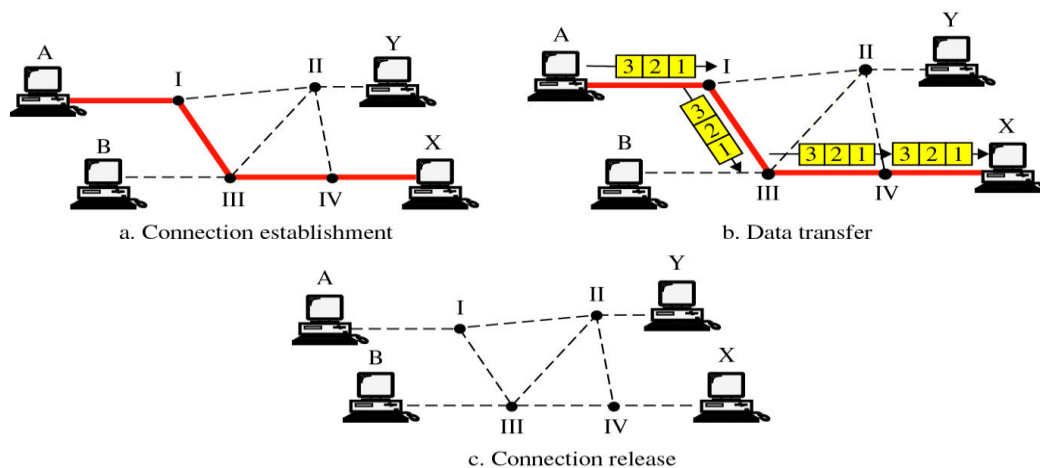 A
I
II
Y
B
III
IV
X
a. Connection establishment
A
3 2 1
I
II
Y
3 2 1
B
III
3 2 1
3 2 1
IV
X
b. Data transfer
A
I
II
Y
B
III
IV
X
c. Connection release